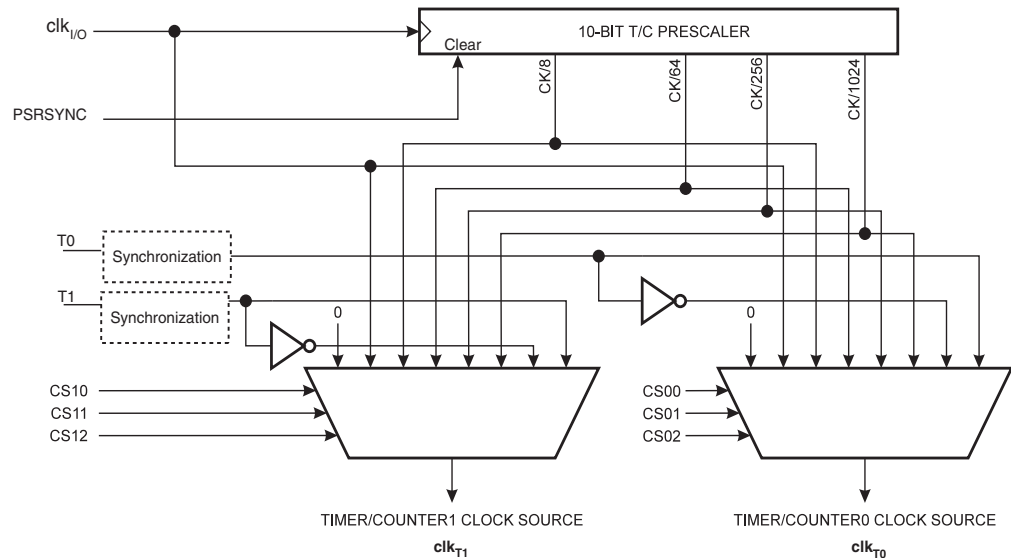 clkI/O
10-BIT T/C PRESCALER
Clear
CK/8
CK/64
CK/256
CK/1024
PSRSYNC
T0
Synchronization
T1
Synchronization
0
0
CS10
CS11
CS12
CS00
CS01
CS02
TIMER/COUNTER1 CLOCK SOURCE
clkT1
TIMER/COUNTER0 CLOCK SOURCE
clkT0